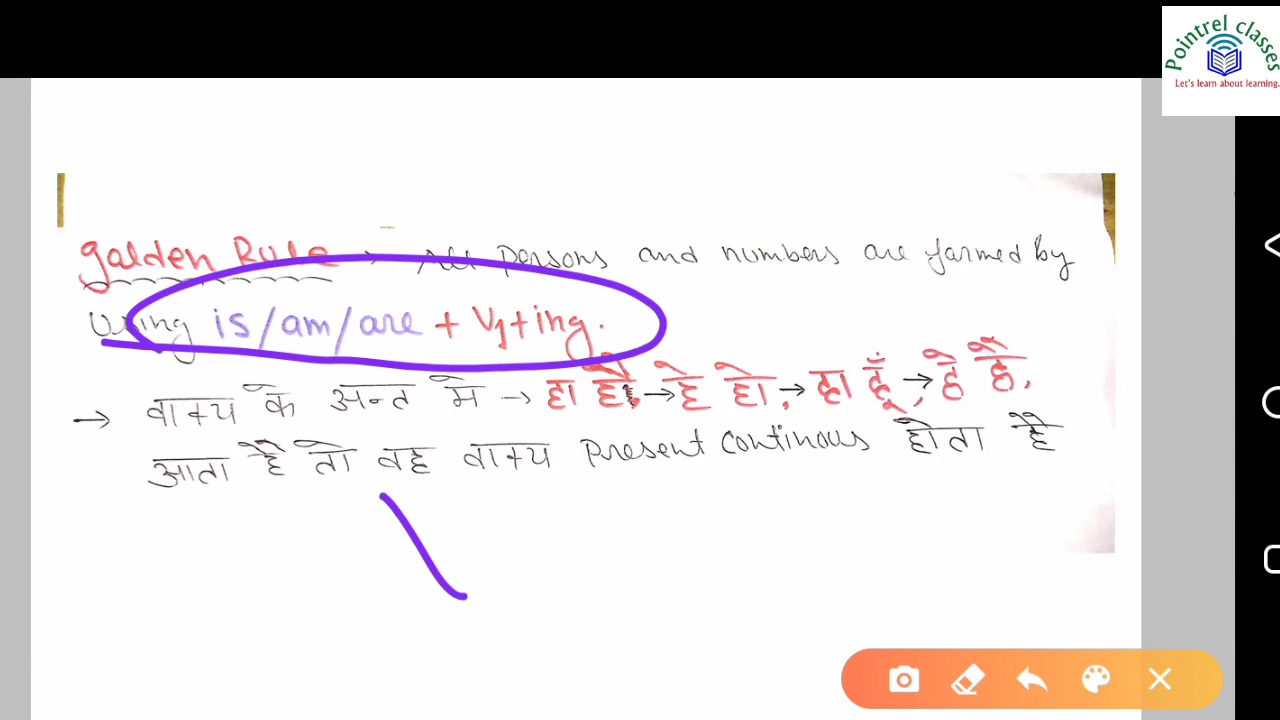 Pointrel classes
Let's learn about learning.
golden Rule → All persons and numbers are formed by
using is/am/are + V1+ing.
→ वाक्य के अन्त मे → हा है, → हे हो, → हा हूँ, → हे हैं,
आता है तो वह वाक्य Present Continous होता है